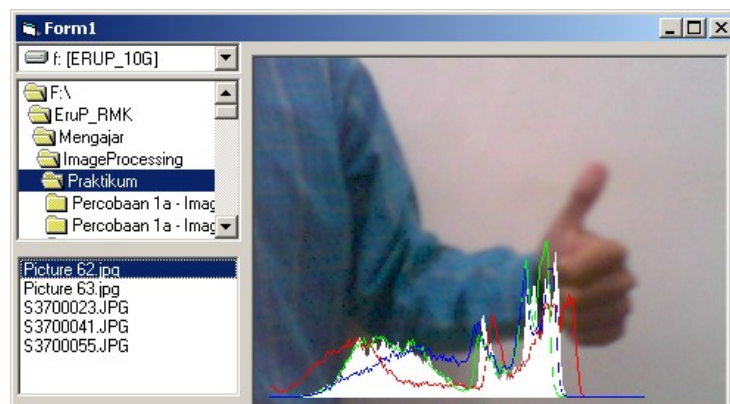 Form1
f: [ERUP_10G]
F:\
EruP_RMK
Mengajar
ImageProcessing
Praktikum
Percobaan 1a - Imag
Percobaan 1a - Imag
Picture 62.jpg
Picture 63.jpg
S3700023.JPG
S3700041.JPG
S3700055.JPG